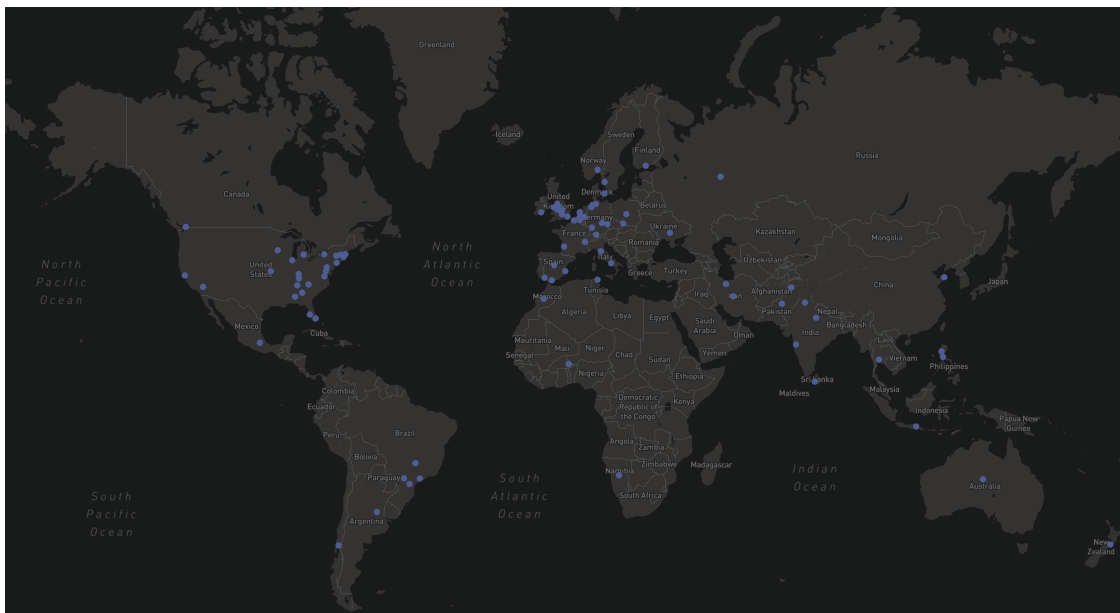 Greenland
Iceland
Sweden
Finland
Norway
Russia
Canada
United
Kingdom
Denmark
Belarus
Germany
Ukraine
France
Kazakhstan
Mongolia
Romania
North
Atlantic
Ocean
North
Pacific
Ocean
United
States
Spain
Italy
Uzbekistan
Greece
Turkey
China
Japan
Tunisia
Morocco
Iraq
Iran
Afghanistan
Pakistan
Nepal
Algeria
Libya
Egypt
Saudi
Arabia
Bangladesh
Mexico
Cuba
India
Oman
Laos
Mauritania
Mali
Niger
Chad
Sudan
Yemen
Senegal
Vietnam
Philippines
Nigeria
Ethiopia
Sri Lanka
Maldives
Malaysia
Colombia
Ecuador
Democratic
Republic of
the Congo
Kenya
Indonesia
Papua New
Guinea
Brazil
Peru
Angola
Zambia
Bolivia
Zimbabwe
Madagascar
Namibia
Indian
Ocean
Paraguay
South
Atlantic
Ocean
South Africa
Australia
South
Pacific
Ocean
Argentina
New
Zealand